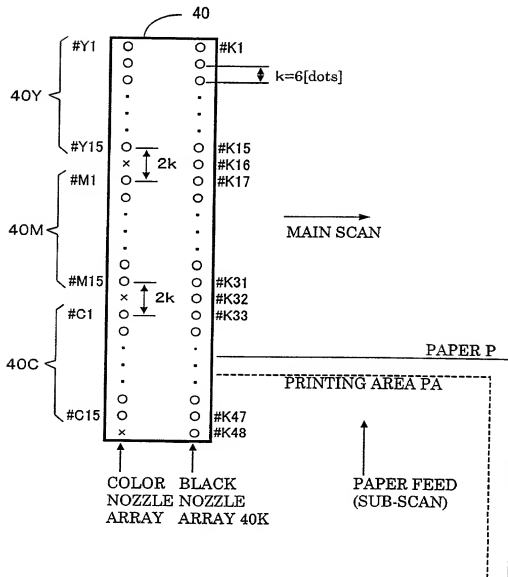 40
#Y1
#K1
k=6[dots]
40Y
#Y15
#K15
2k
#K16
#M1
#K17
40M
MAIN SCAN
#M15
#K31
2k
#K32
#C1
#K33
PAPER P
40C
PRINTING AREA PA
#C15
#K47
#K48
COLOR
NOZZLE
ARRAY
BLACK
NOZZLE
ARRAY 40K
PAPER FEED
(SUB-SCAN)